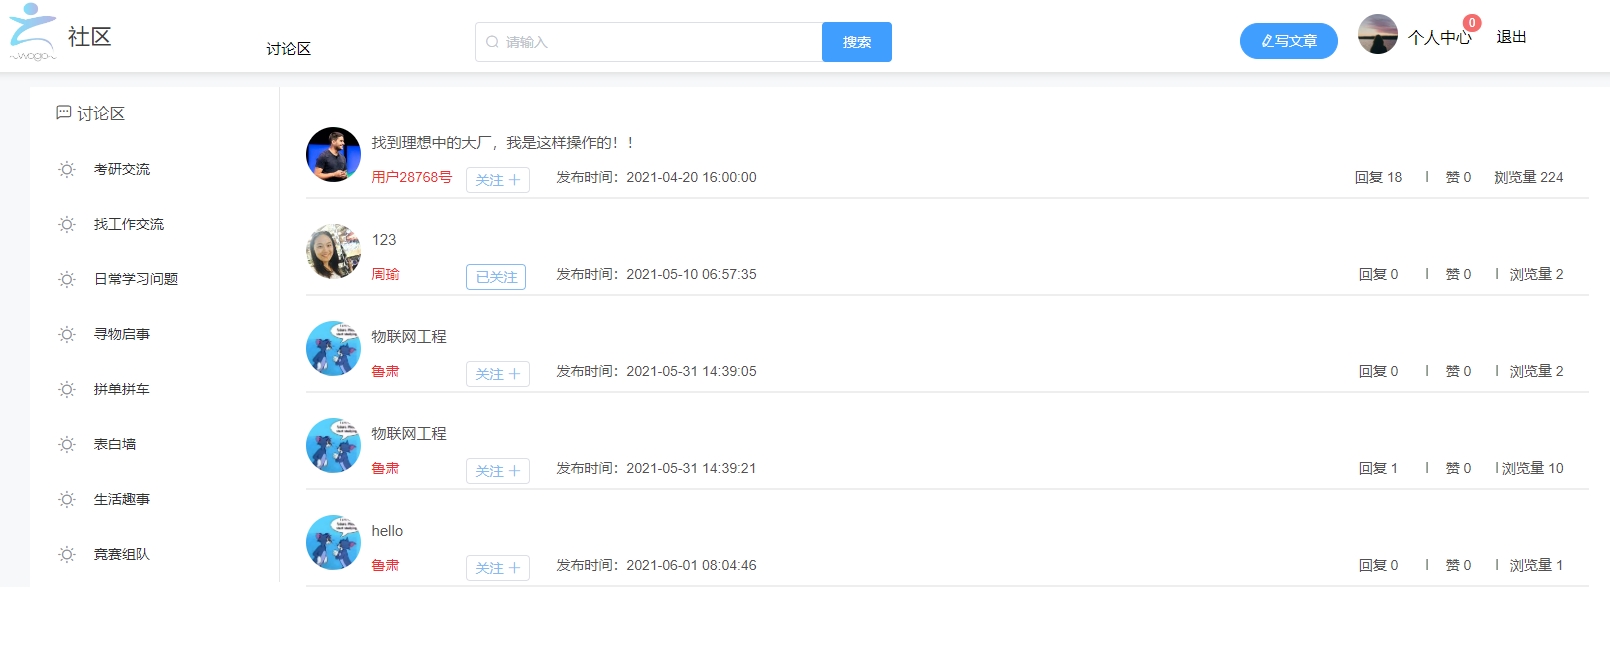 社区
讨论区
请输入
搜索
写文章
个人中心
0
退出
讨论区
考研交流
找工作交流
日常学习问题
寻物启事
拼单拼车
表白墙
生活趣事
竞赛组队
找到理想中的大厂，我是这样操作的！！
用户28768号 关注 发布时间：2021-04-20 16:00:00 回复 18 | 赞 0 浏览量 224
123
周瑜 已关注 发布时间：2021-05-10 06:57:35 回复 0 | 赞 0 | 浏览量 2
物联网工程
鲁肃 关注 发布时间：2021-05-31 14:39:05 回复 0 | 赞 0 | 浏览量 2
物联网工程
鲁肃 关注 发布时间：2021-05-31 14:39:21 回复 1 | 赞 0 | 浏览量 10
hello
鲁肃 关注 发布时间：2021-06-01 08:04:46 回复 0 | 赞 0 | 浏览量 1